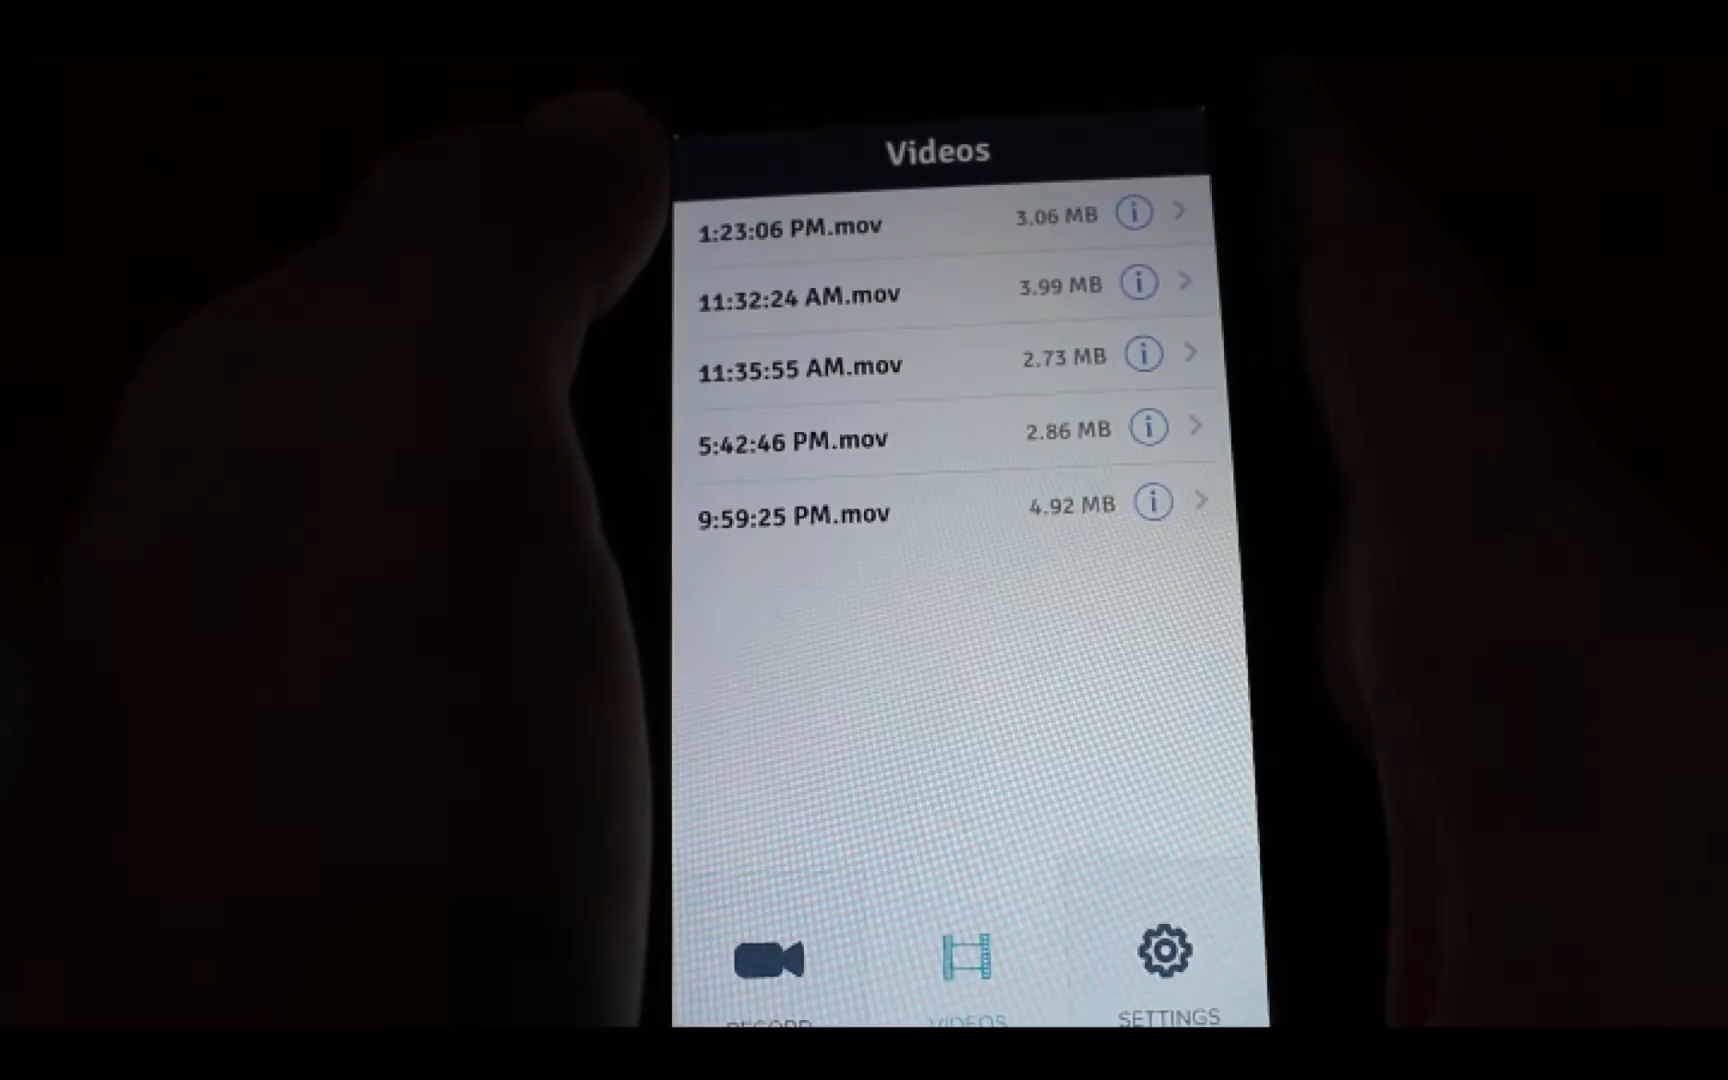 Videos
1:23:06 PM.mov 3.06 MB
11:32:24 AM.mov 3.99 MB
11:35:55 AM.mov 2.73 MB
5:42:46 PM.mov 2.86 MB
9:59:25 PM.mov 4.92 MB
RECORD VIDEOS SETTINGS